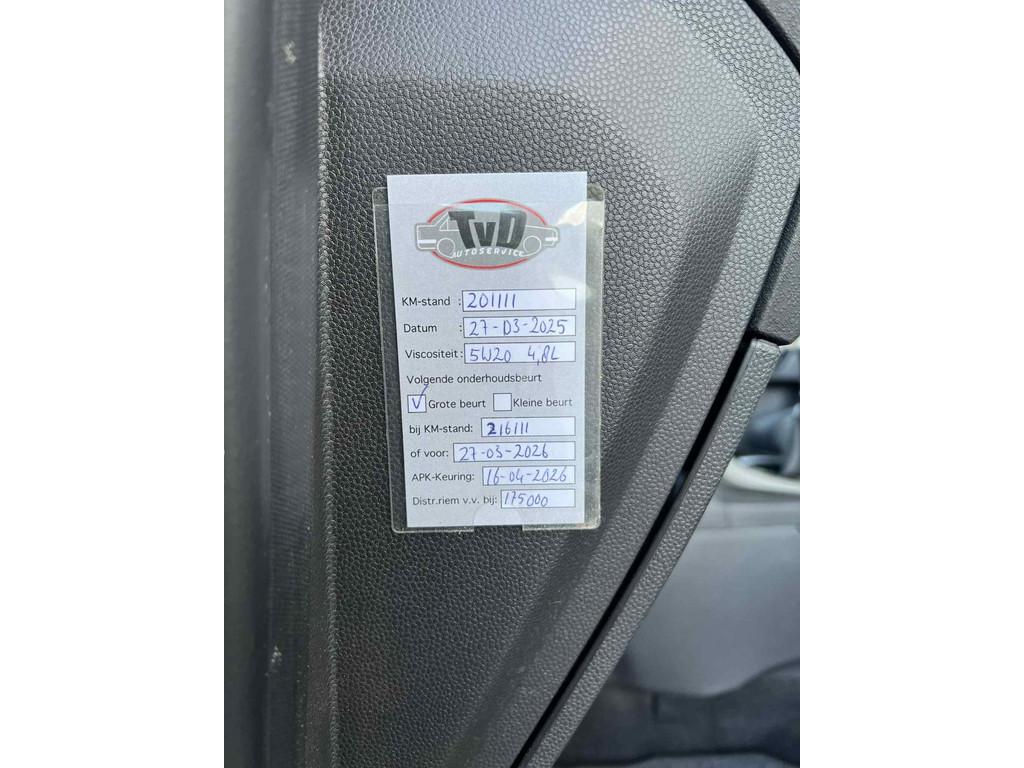 TVD
AUTOSERVICE
KM-stand : 201111
Datum : 27-03-2025
Viscositeit: 5W20 4,8L
Volgende onderhoudsbeurt
Grote beurt Kleine beurt
bij KM-stand: 216111
of voor: 27-03-2026
APK-Keuring: 16-04-2026
Distr.riem v.v. bij: 175000